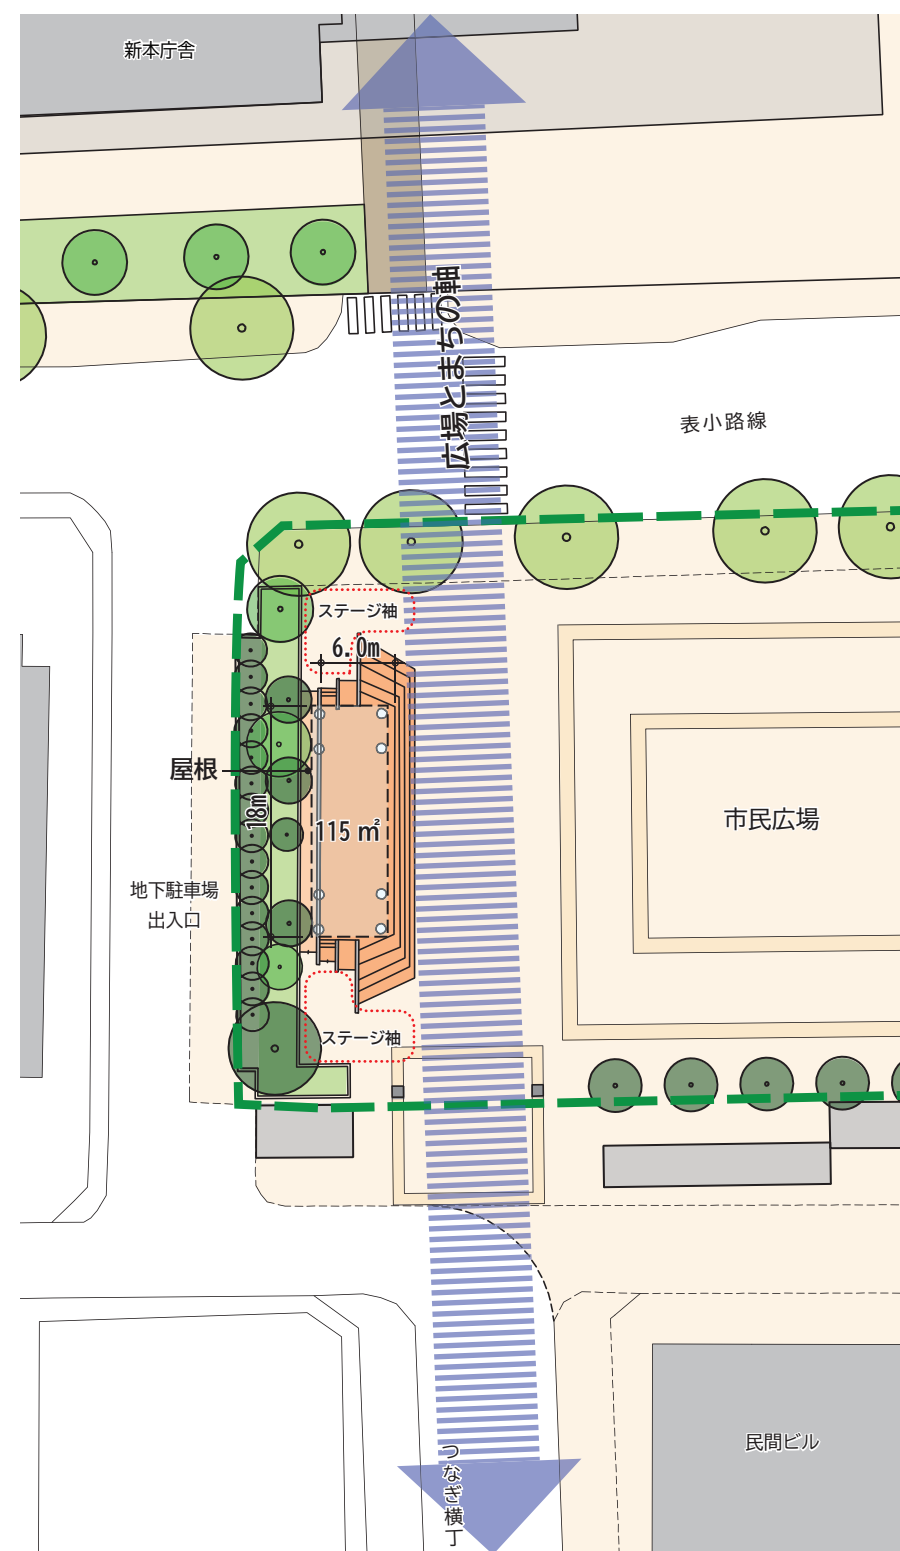 新本庁舎
広場とまちの軸
表小路線
ステージ袖
6.0m
屋根
18m
115 ㎡
市民広場
地下駐車場
出入口
ステージ袖
民間ビル
つなぎ横丁